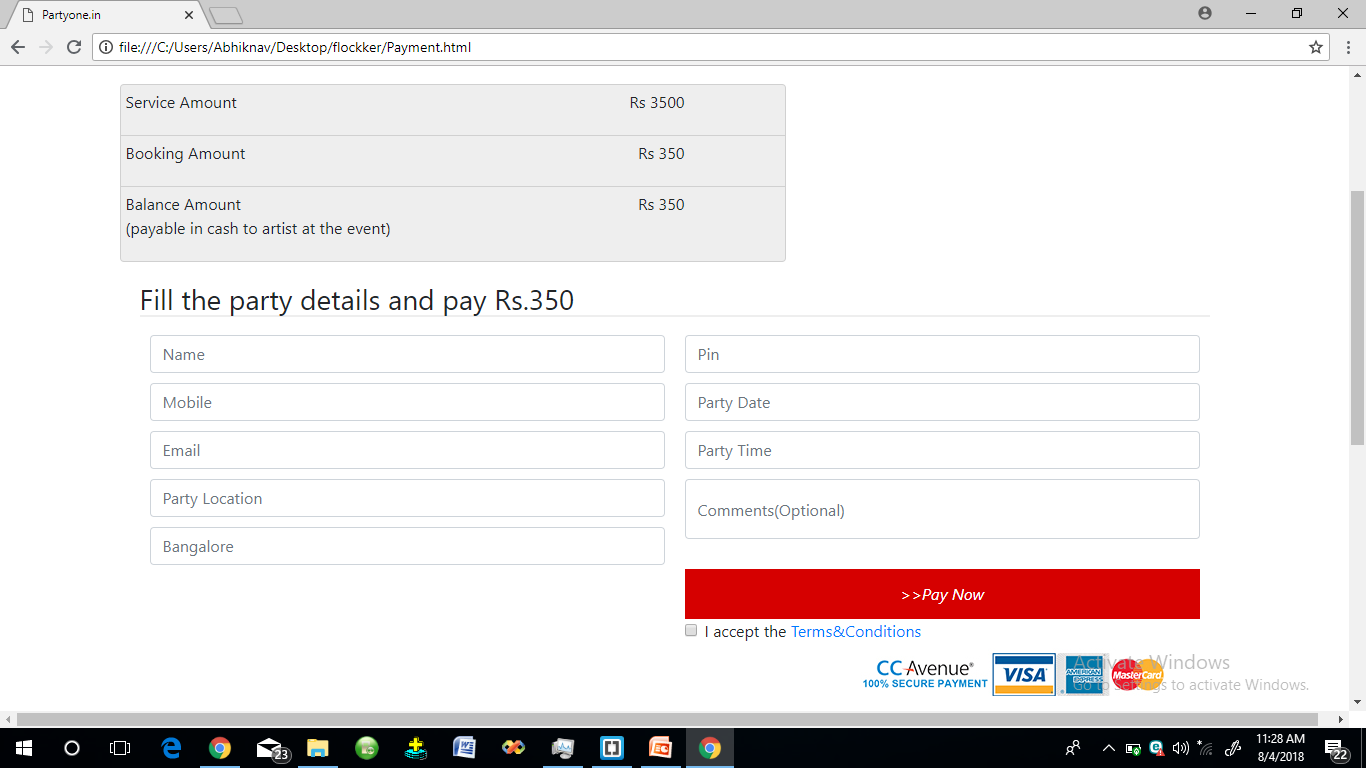 Partyone.in
file:///C:/Users/Abhiknav/Desktop/flockker/Payment.html
Service Amount Rs 3500
Booking Amount Rs 350
Balance Amount Rs 350
(payable in cash to artist at the event)
Fill the party details and pay Rs.350
Name Pin
Mobile Party Date
Email Party Time
Party Location Comments(Optional)
Bangalore
>>Pay Now
I accept the Terms&Conditions
CC Avenue®
100% SECURE PAYMENT
VISA
AMERICAN
EXPRESS
MasterCard
Activate Windows
Go to Settings to activate Windows.
23
11:28 AM
8/4/2018
22